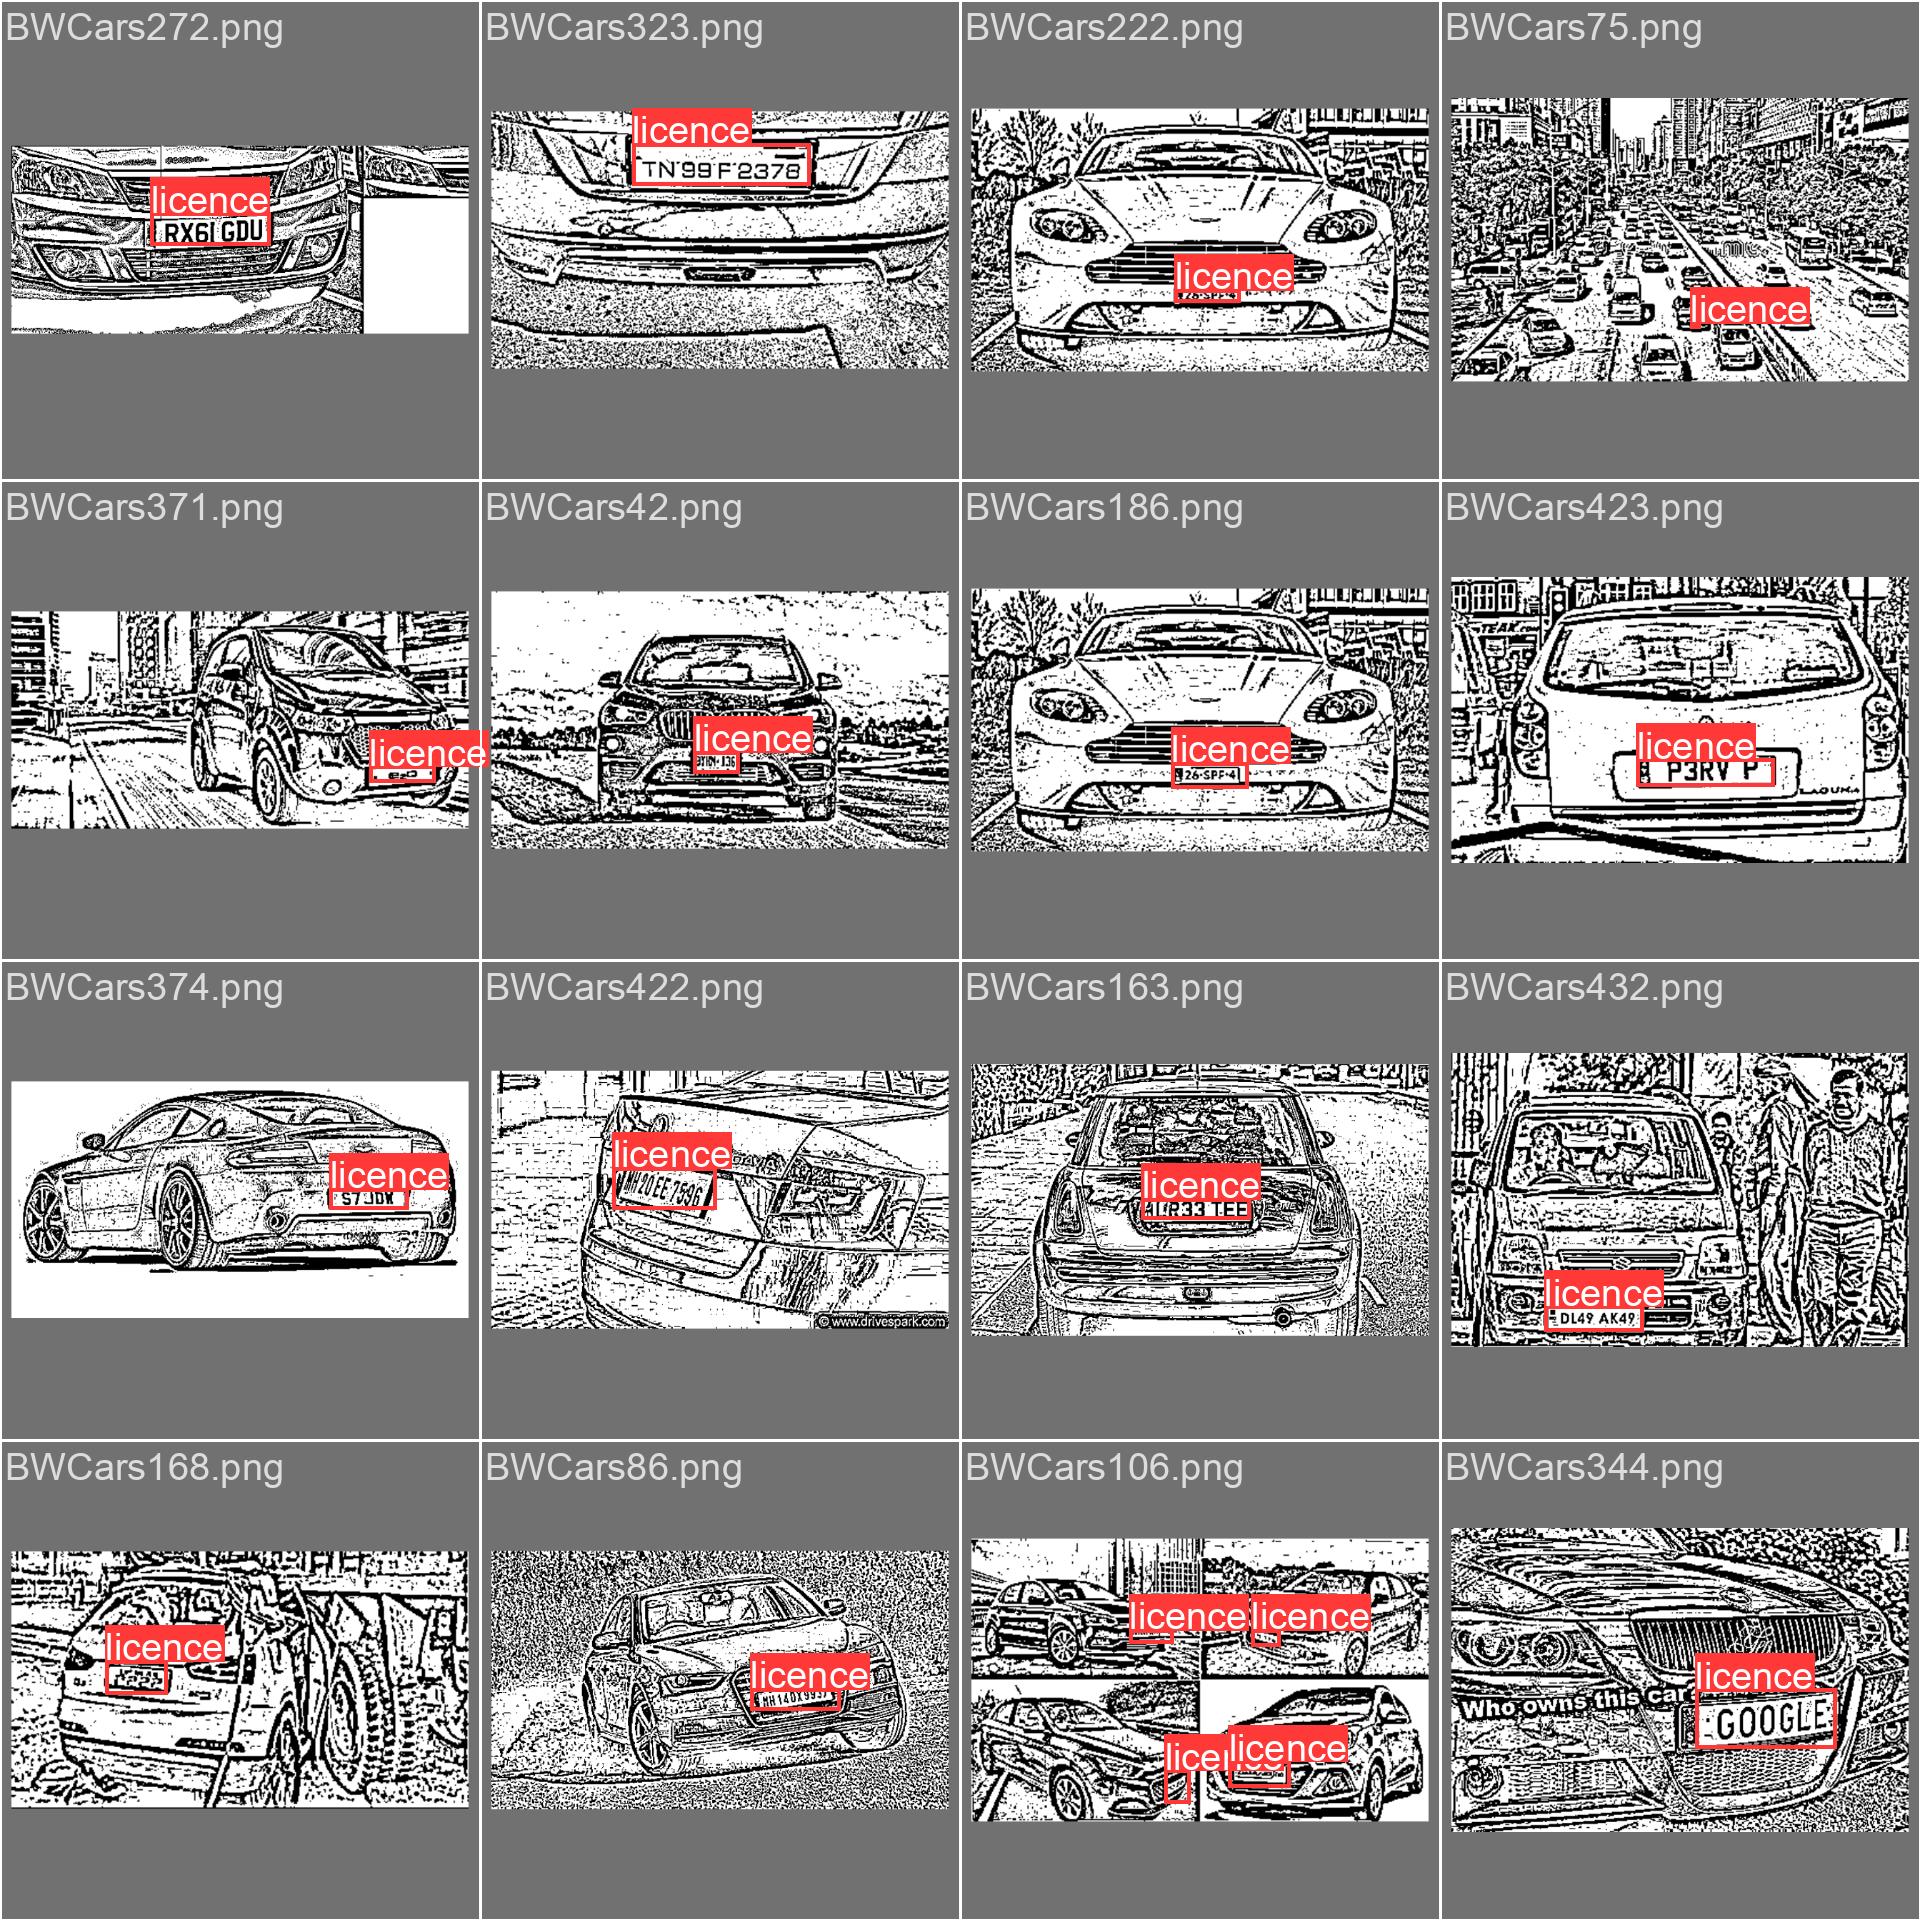 BWCars272.png
BWCars323.png
BWCars222.png
BWCars75.png
licence
RX61 GDU
licence
TN 99 F 2378
licence
26-SPF-4
licence
BWCars371.png
BWCars42.png
BWCars186.png
BWCars423.png
licence
licence
licence
26-SPF-41
licence
P3RV P
LAGUNA
BWCars374.png
BWCars422.png
BWCars163.png
BWCars432.png
licence
S7 JDW
licence
MH 20 EE 7596
© www.drivespark.com
licence
R33 TEE
licence
DL49 AK49
BWCars168.png
BWCars86.png
BWCars106.png
BWCars344.png
licence
licence
licence
licence
licence
licence
Who owns this car
GOOGLE